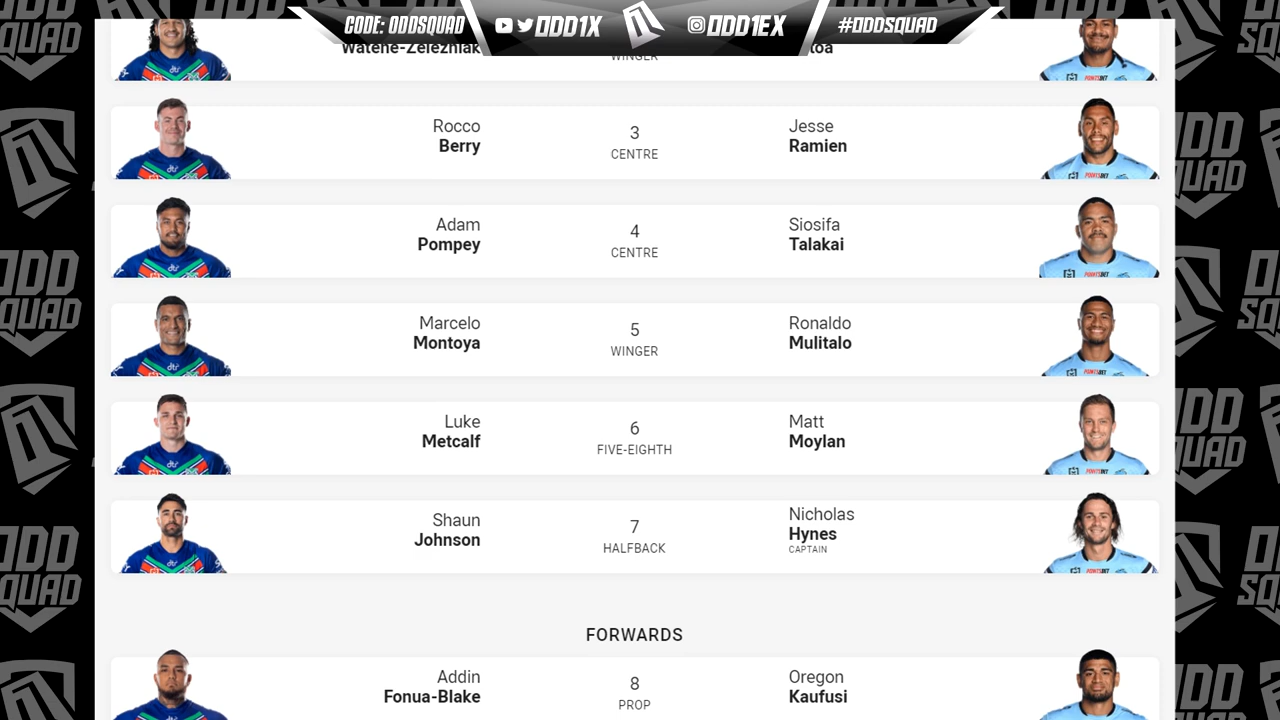 CODE: ODDSQUAD
ODD1X
ODD1EX
#ODDSQUAD
Watene-Zelezniak
WINGER
Rocco
Berry
3
CENTRE
Jesse
Ramien
Adam
Pompey
4
CENTRE
Siosifa
Talakai
Marcelo
Montoya
5
WINGER
Ronaldo
Mulitalo
Luke
Metcalf
6
FIVE-EIGHTH
Matt
Moylan
Shaun
Johnson
7
HALFBACK
Nicholas
Hynes
CAPTAIN
FORWARDS
Addin
Fonua-Blake
8
PROP
Oregon
Kaufusi
ODD
SQUAD